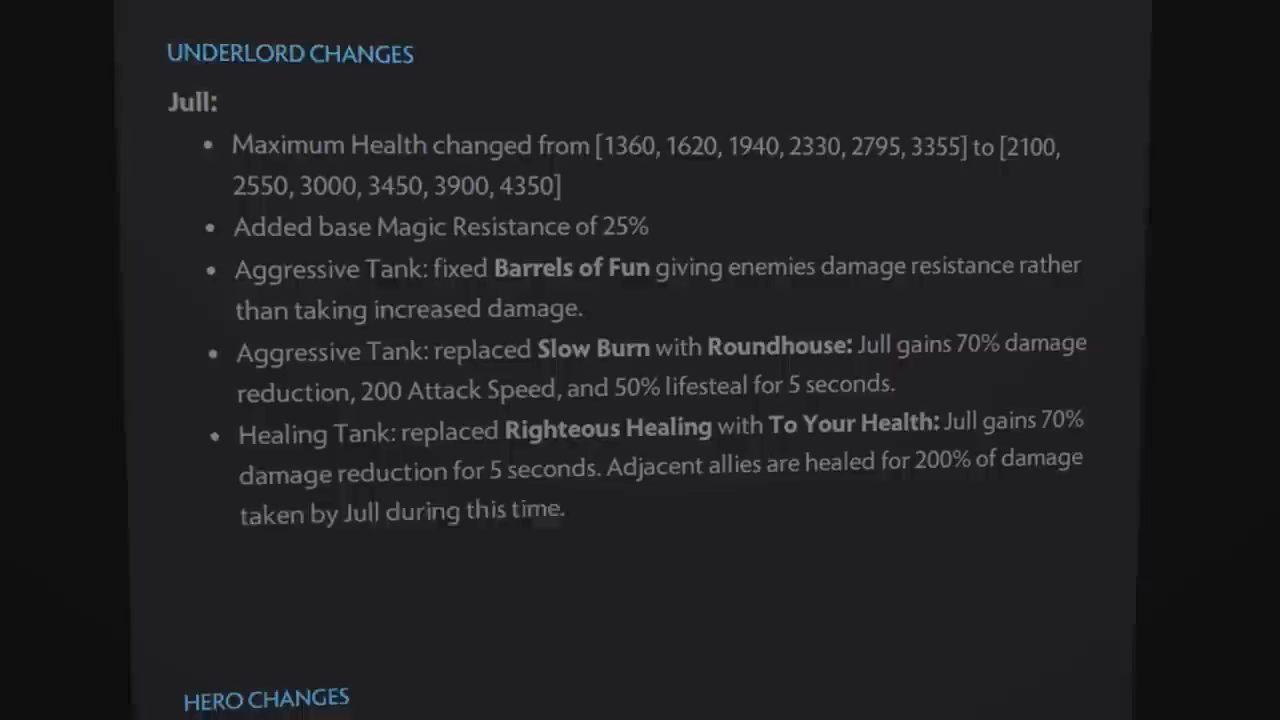 UNDERLORD CHANGES
Jull:
• Maximum Health changed from [1360, 1620, 1940, 2330, 2795, 3355] to [2100,
2550, 3000, 3450, 3900, 4350]
• Added base Magic Resistance of 25%
• Aggressive Tank: fixed Barrels of Fun giving enemies damage resistance rather
than taking increased damage.
• Aggressive Tank: replaced Slow Burn with Roundhouse: Jull gains 70% damage
reduction, 200 Attack Speed, and 50% lifesteal for 5 seconds.
• Healing Tank: replaced Righteous Healing with To Your Health: Jull gains 70%
damage reduction for 5 seconds. Adjacent allies are healed for 200% of damage
taken by Jull during this time.
HERO CHANGES